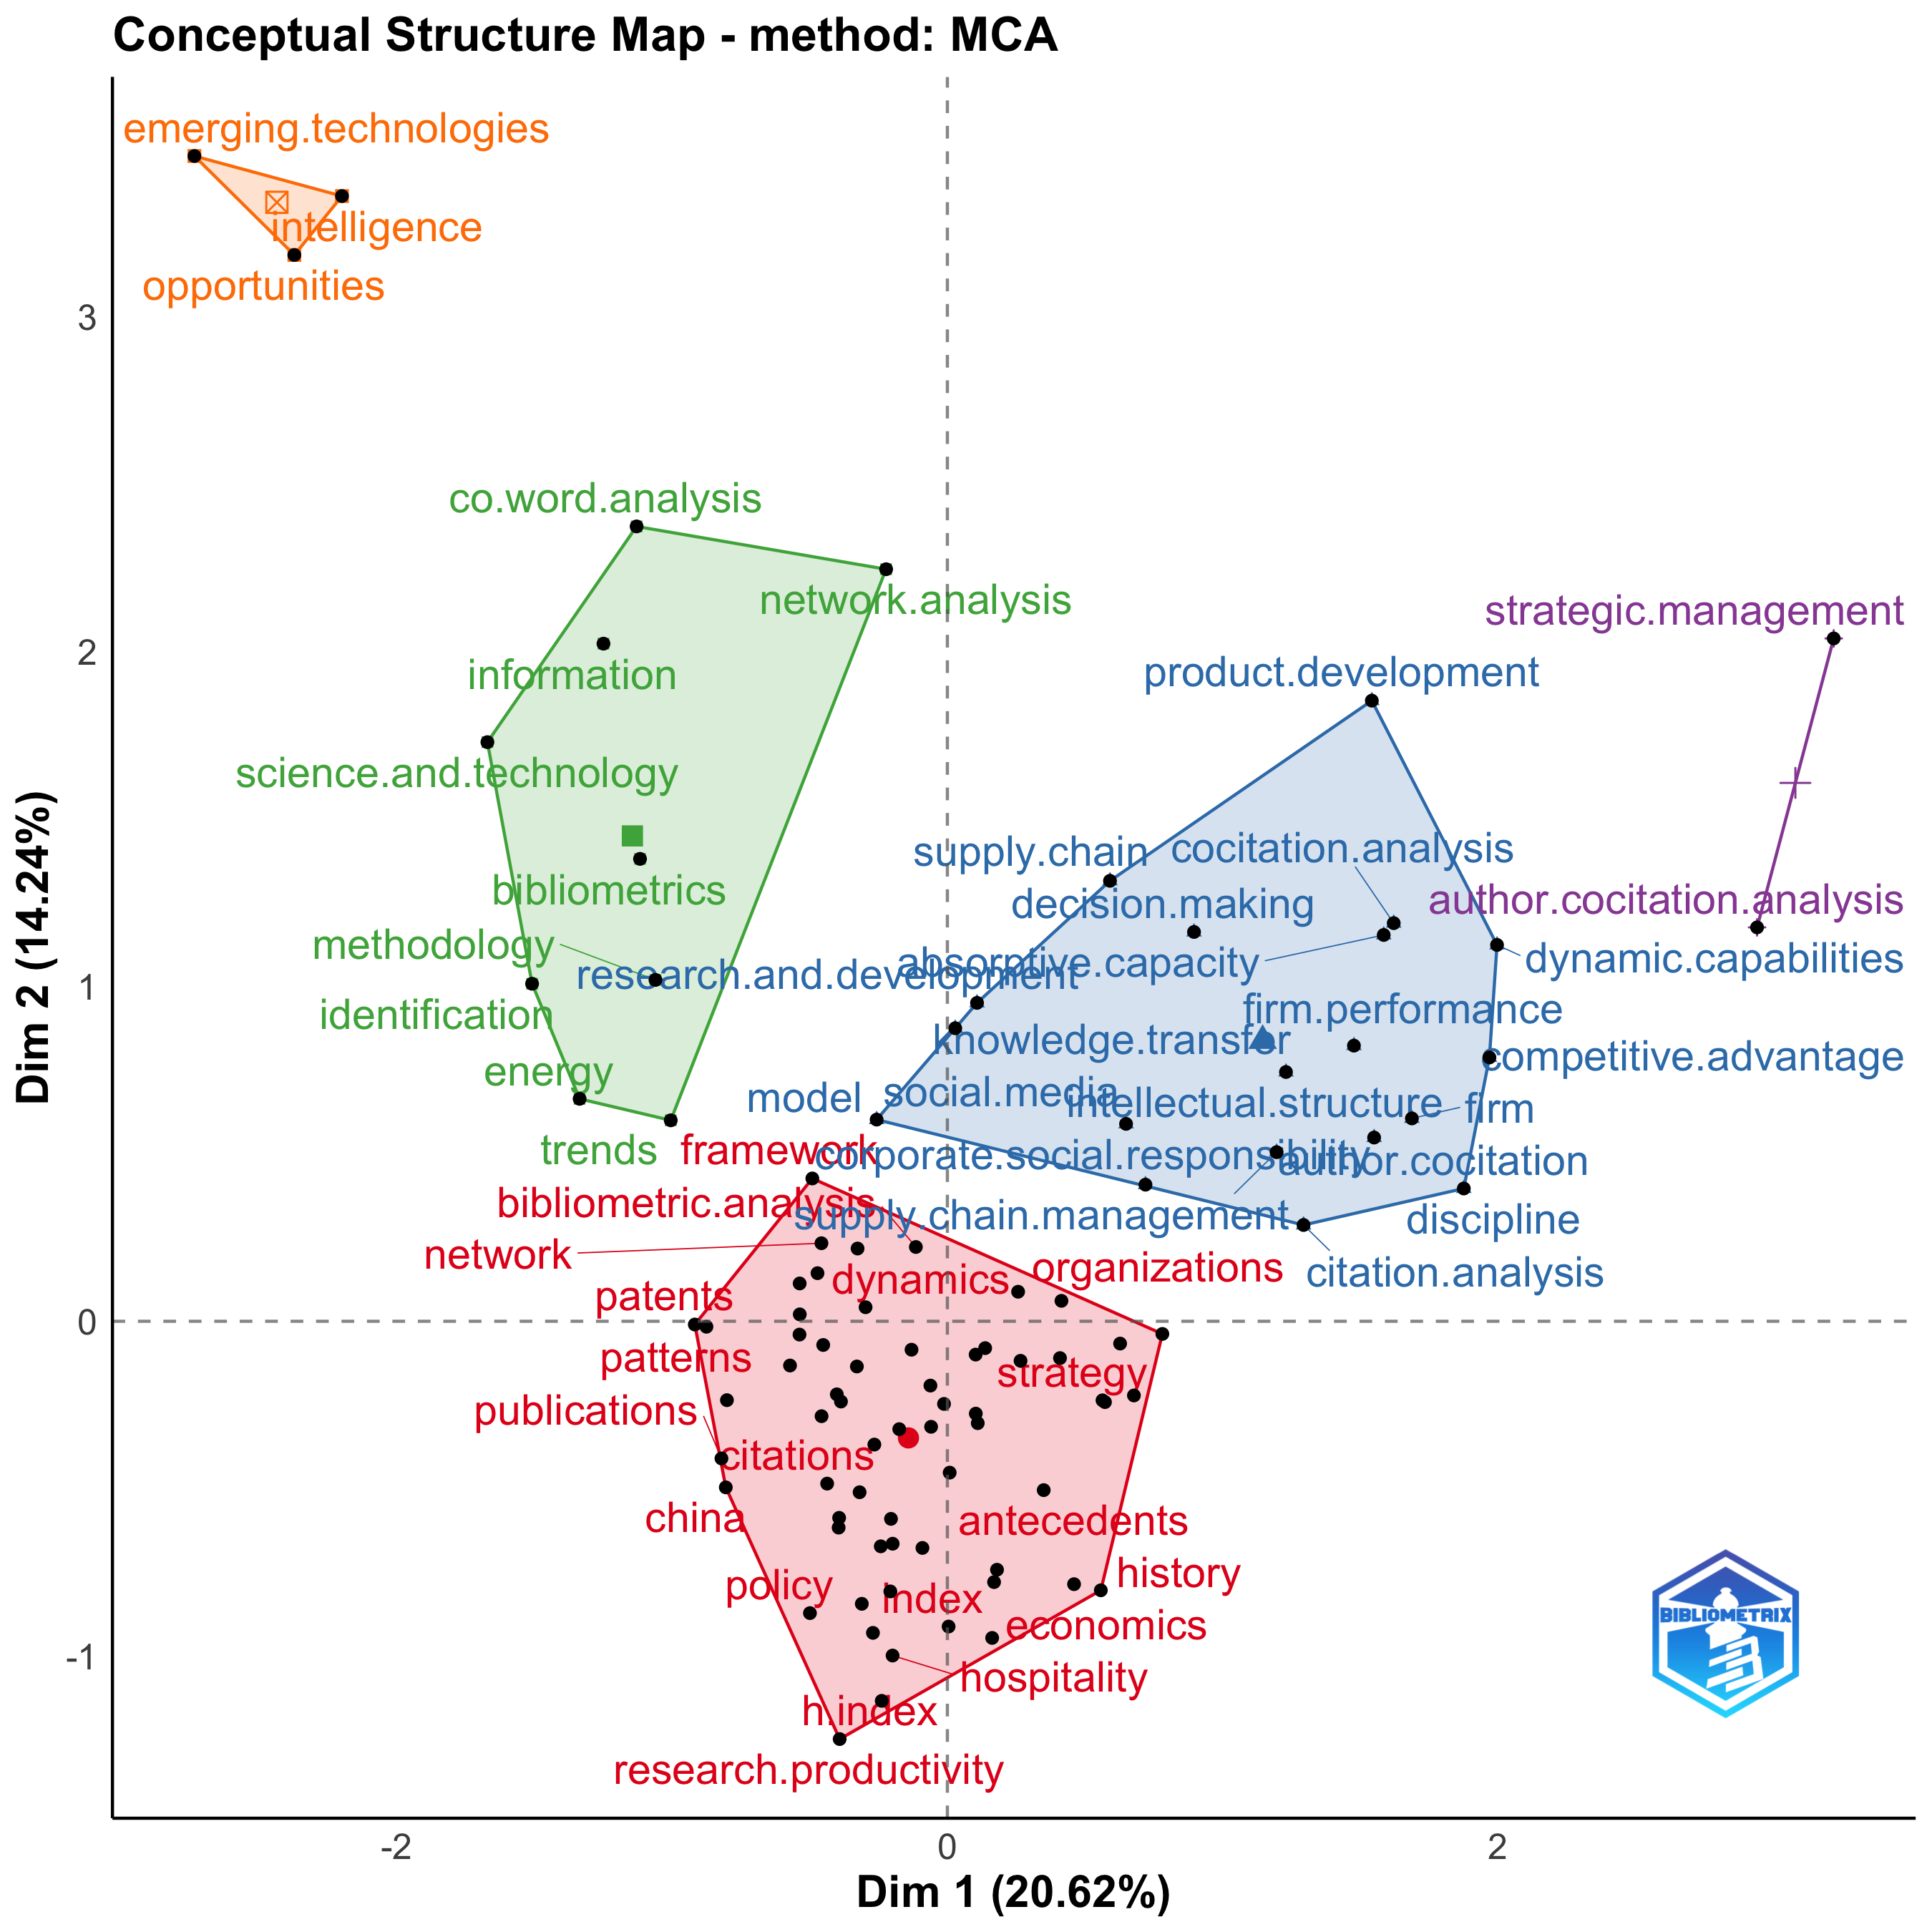 Conceptual Structure Map - method: MCA
emerging.technologies
intelligence
opportunities
3
co.word.analysis
network.analysis
strategic.management
2
product.development
information
science.and.technology
supply.chain
cocitation.analysis
bibliometrics
decision.making
author.cocitation.analysis
methodology
absorptive.capacity
dynamic.capabilities
research.and.development
1
identification
firm.performance
knowledge.transfer
competitive.advantage
energy
model
social.media
intellectual.structure
firm
trends
framework
corporate.social.responsibility
author.cocitation
bibliometric.analysis
supply.chain.management
discipline
network
dynamics
organizations
citation.analysis
patents
0
patterns
strategy
publications
citations
china
antecedents
policy
index
history
economics
-1
hospitality
h.index
research.productivity
BIBLIOMETRIX
-2
0
2
Dim 1 (20.62%)
Dim 2 (14.24%)